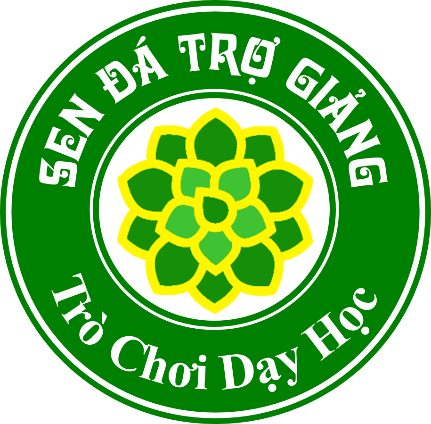 SEN ĐÁ TRỢ GIẢNG
Trò Chơi Dạy Học